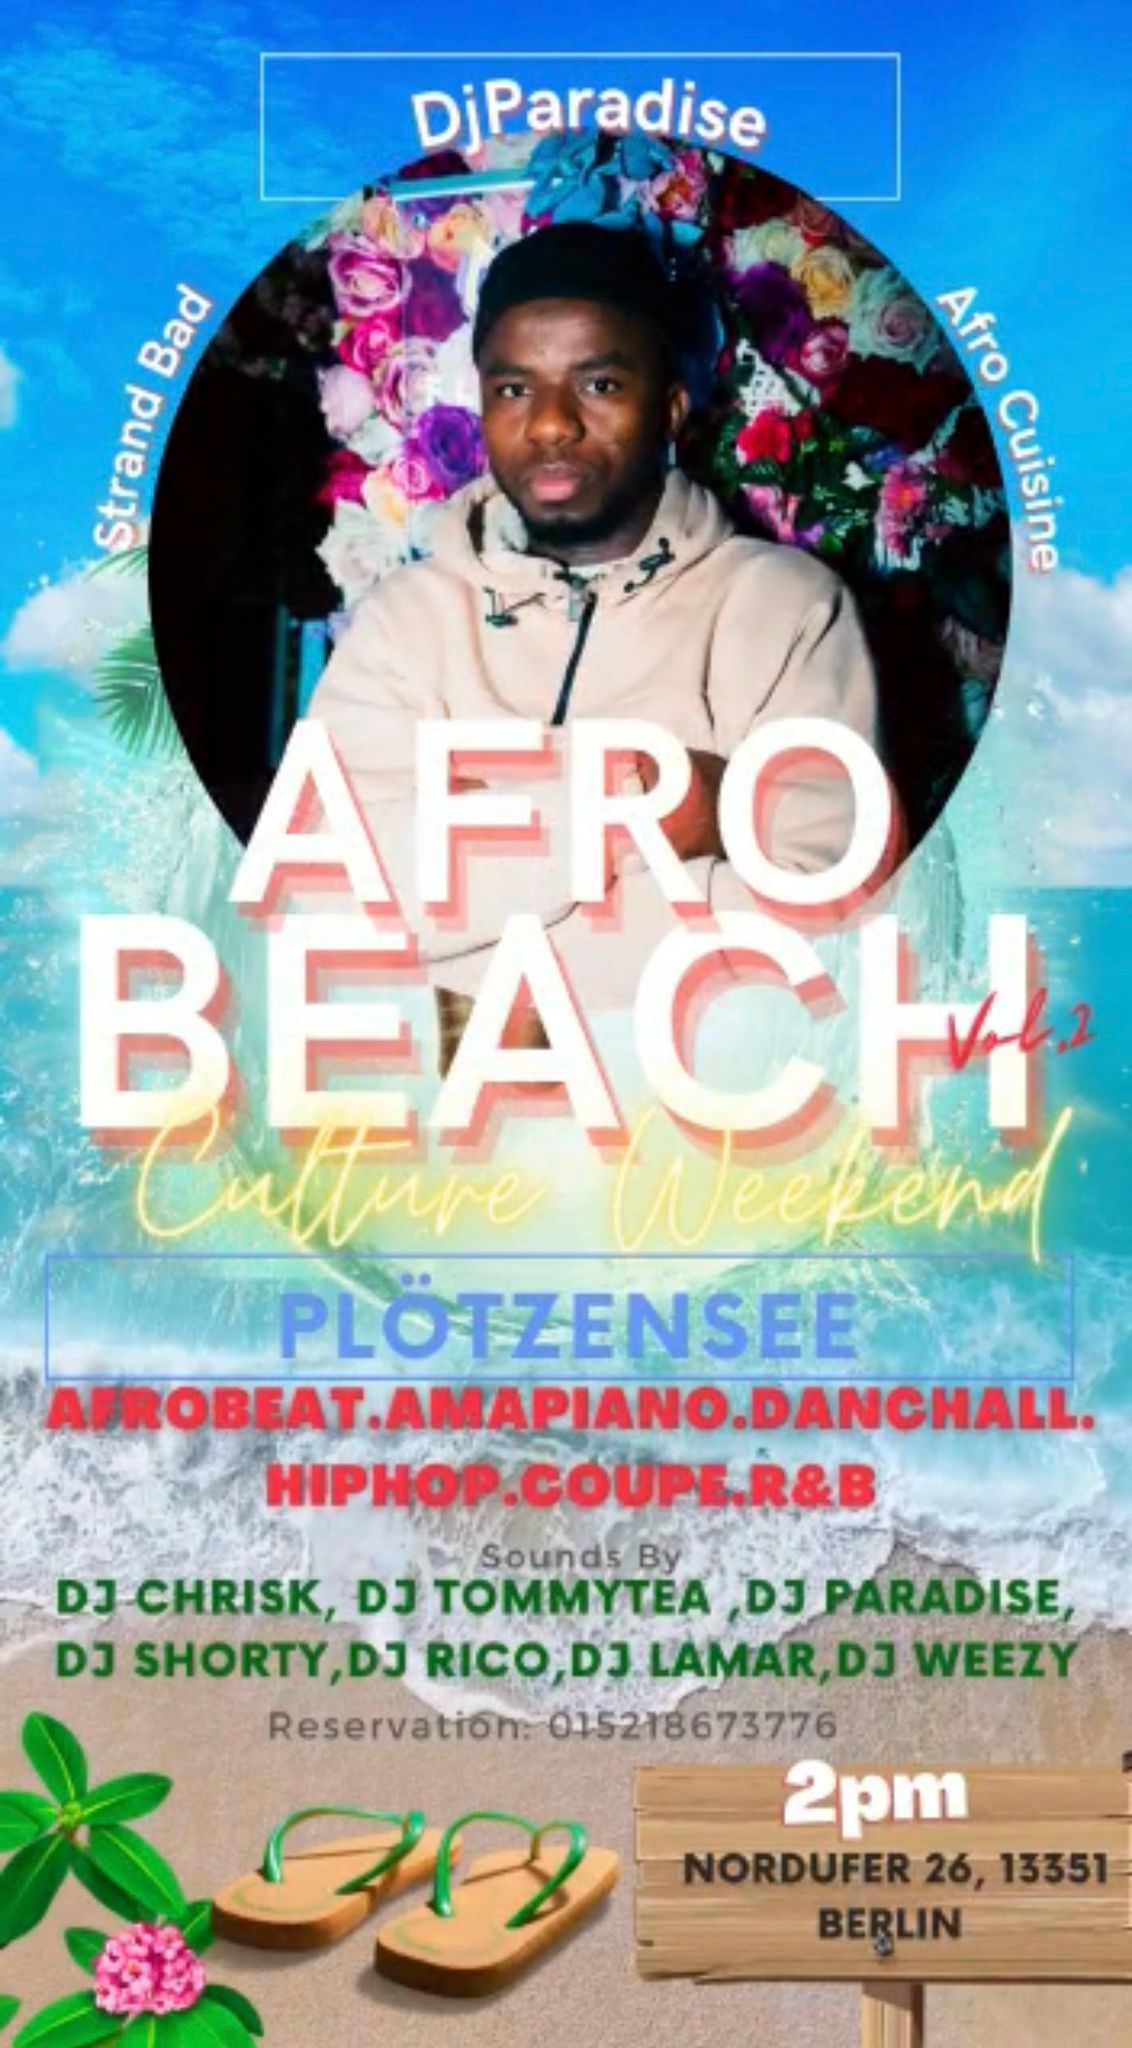 DjParadise
Strand Bad
Afro Cuisine
AFRO
BEACH
Vol.2
Culture Weekend
PLÖTZENSEE
AFROBEAT.AMAPIANO.DANCHALL.
HIPHOP.COUPE.R&B
Sounds By
DJ CHRISK, DJ TOMMYTEA ,DJ PARADISE,
DJ SHORTY,DJ RICO,DJ LAMAR,DJ WEEZY
Reservation: 015218673776
2pm
NORDUFER 26, 13351
BERLIN